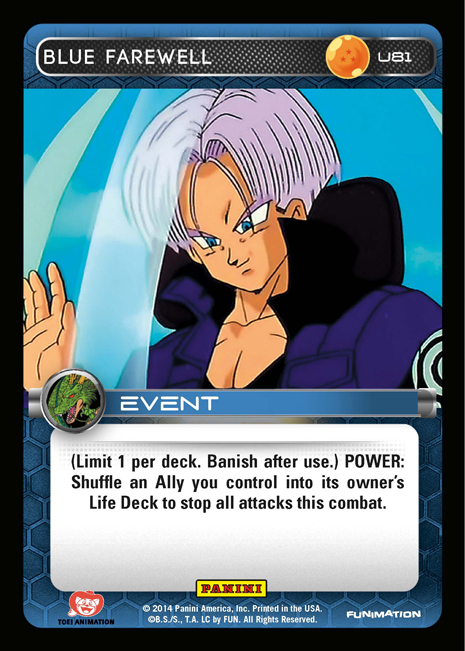 BLUE FAREWELL
U81
EVENT
(Limit 1 per deck. Banish after use.) POWER:
Shuffle an Ally you control into its owner's
Life Deck to stop all attacks this combat.
PANINI
TOEI ANIMATION
© 2014 Panini America, Inc. Printed in the USA.
©B.S./S., T.A. LC by FUN. All Rights Reserved.
FUNIMATION